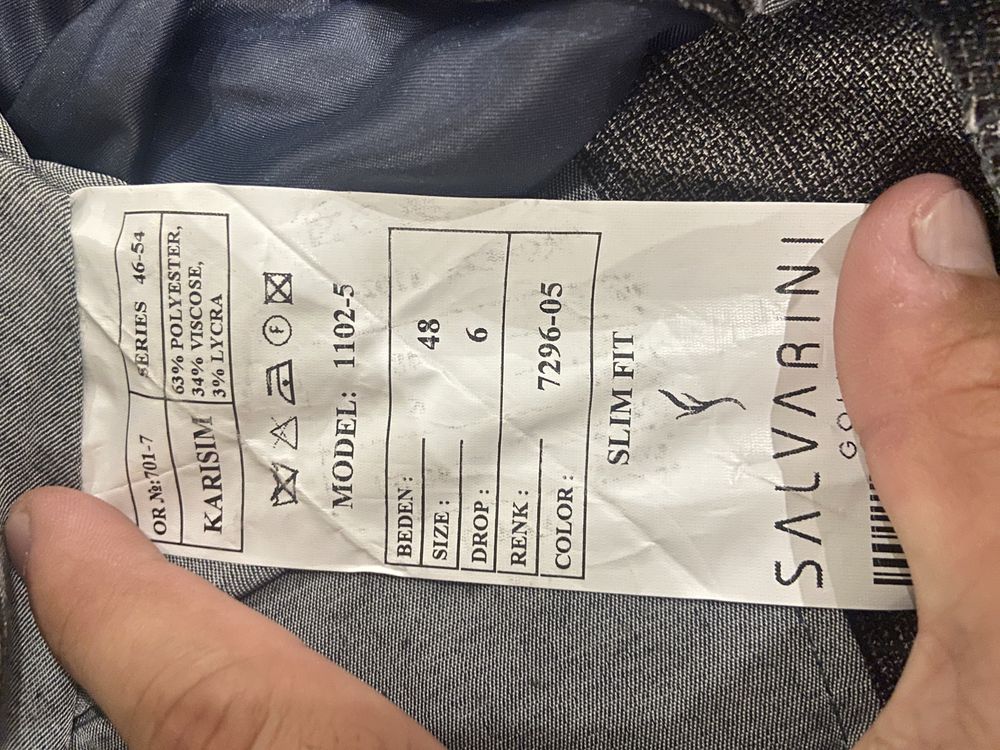 OR №: 701-7 SERIES 46-54
KARISIM 63% POLYESTER,
34% VISCOSE,
3% LYCRA
MODEL: 1102-5
BEDEN :
SIZE : 48
DROP : 6
RENK :
COLOR : 7296-05
SLIM FIT
SALVARINI